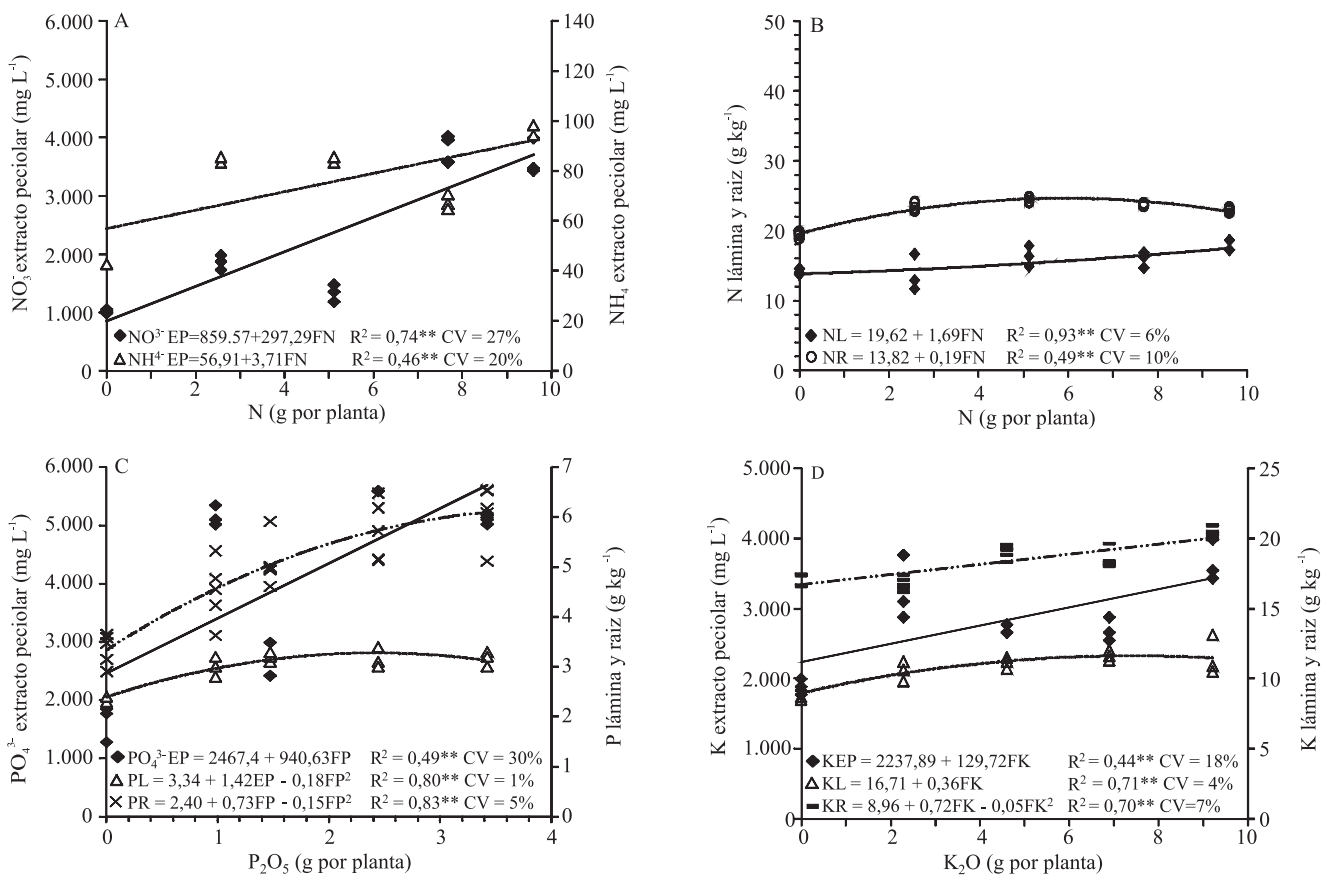 A
6.000
5.000
4.000
3.000
2.000
1.000
0
140
120
100
80
60
40
20
0
NO₃⁻ extracto peciolar (mg L⁻¹)
NH₄ extracto peciolar (mg L⁻¹)
NO³⁻ EP=859.57+297,29FN R² = 0,74** CV = 27%
NH⁴⁻ EP=56,91+3,71FN R² = 0,46** CV = 20%
0 2 4 6 8 10
N (g por planta)
B
50
40
30
20
10
0
N lámina y raiz (g kg⁻¹)
NL = 19,62 + 1,69FN R² = 0,93** CV = 6%
NR = 13,82 + 0,19FN R² = 0,49** CV = 10%
0 2 4 6 8 10
N (g por planta)
C
6.000
5.000
4.000
3.000
2.000
1.000
0
7
6
5
4
3
2
1
0
PO₄³⁻ extracto peciolar (mg L⁻¹)
P lámina y raiz (g kg⁻¹)
PO₄³⁻EP = 2467,4 + 940,63FP R² = 0,49** CV = 30%
PL = 3,34 + 1,42EP - 0,18FP² R² = 0,80** CV = 1%
PR = 2,40 + 0,73FP - 0,15FP² R² = 0,83** CV = 5%
0 1 2 3 4
P₂O₅ (g por planta)
D
5.000
4.000
3.000
2.000
1.000
0.000
25
20
15
10
5
0
K extracto peciolar (mg L⁻¹)
K lámina y raiz (g kg⁻¹)
KEP = 2237,89 + 129,72FK R² = 0,44** CV = 18%
KL = 16,71 + 0,36FK R² = 0,71** CV = 4%
KR = 8,96 + 0,72FK - 0,05FK² R² = 0,70** CV=7%
0 2 4 6 8 10
K₂O (g por planta)